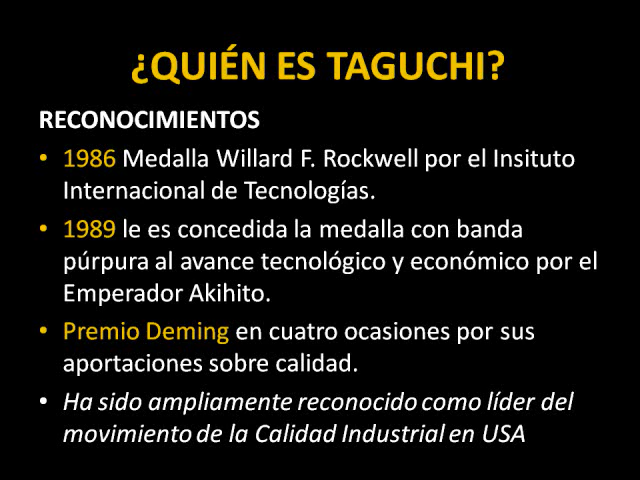 ¿QUIÉN ES TAGUCHI?
RECONOCIMIENTOS
• 1986 Medalla Willard F. Rockwell por el Insituto
Internacional de Tecnologías.
• 1989 le es concedida la medalla con banda
púrpura al avance tecnológico y económico por el
Emperador Akihito.
• Premio Deming en cuatro ocasiones por sus
aportaciones sobre calidad.
• Ha sido ampliamente reconocido como líder del
movimiento de la Calidad Industrial en USA